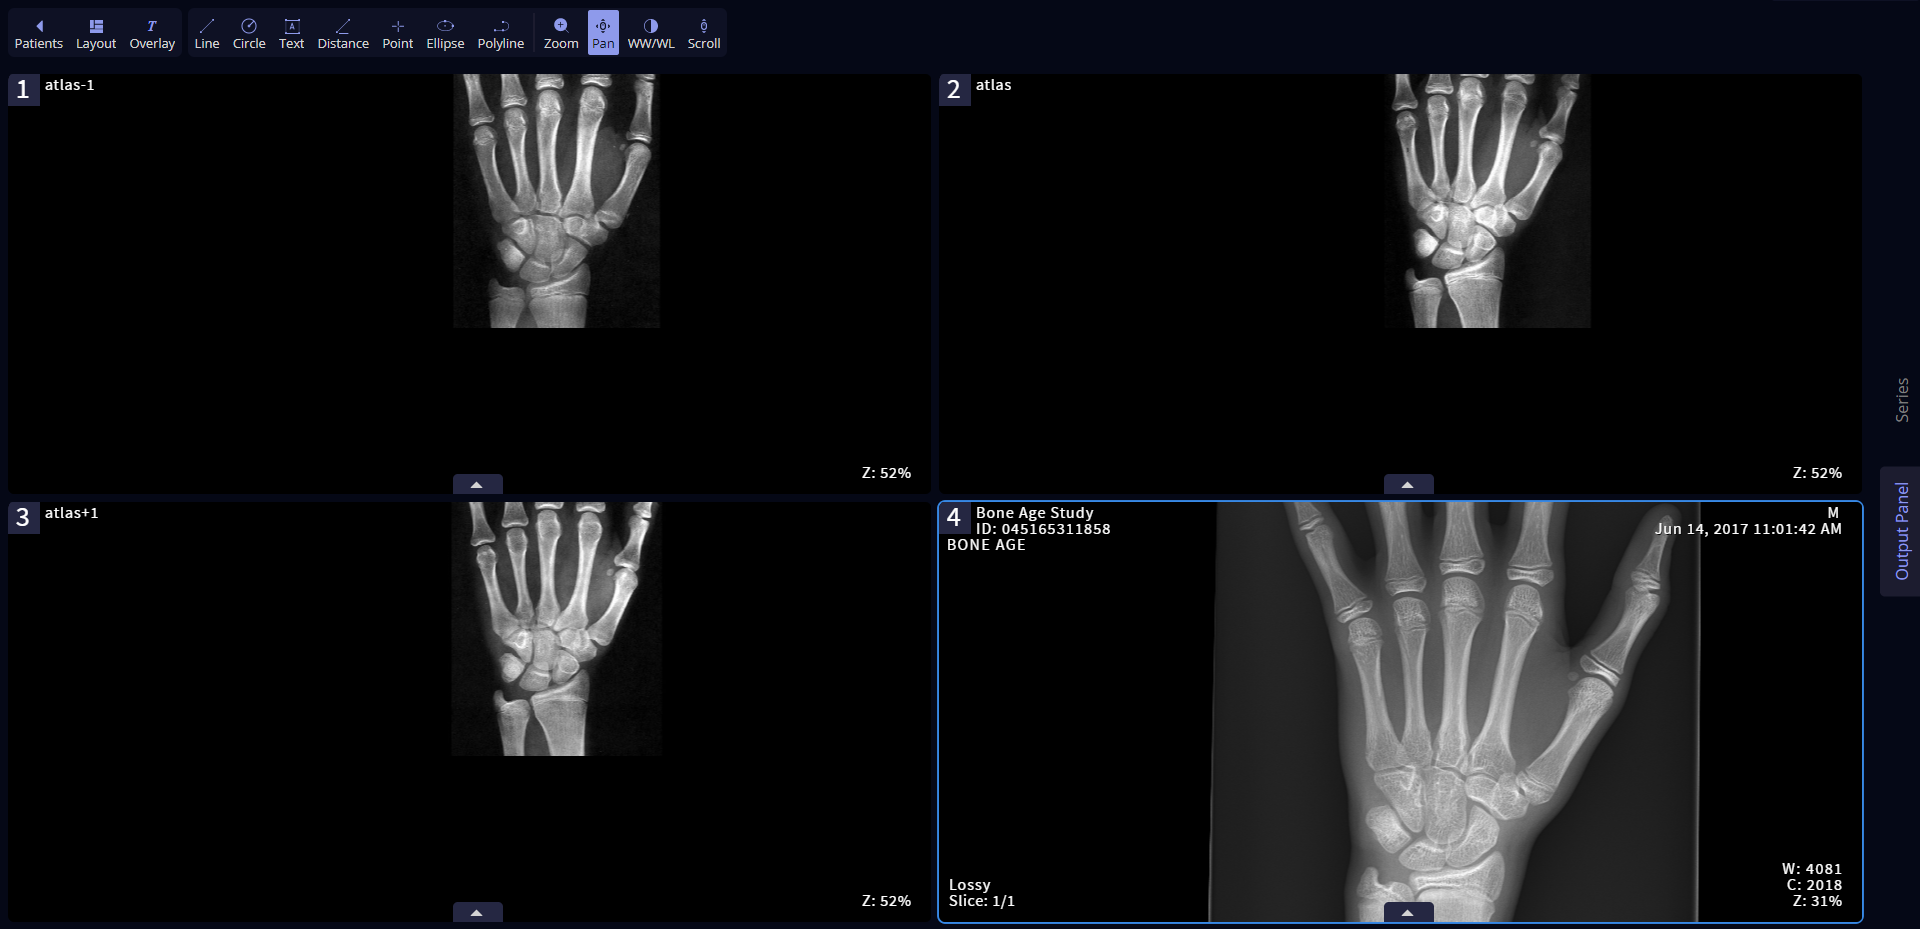 Patients Layout Overlay Line Circle Text Distance Point Ellipse Polyline Zoom Pan WW/WL Scroll
1 atlas-1
Z: 52%
2 atlas
Z: 52%
3 atlas+1
Z: 52%
4 Bone Age Study
ID: 045165311858
BONE AGE
M
Jun 14, 2017 11:01:42 AM
Lossy
Slice: 1/1
W: 4081
C: 2018
Z: 31%
Series
Output Panel